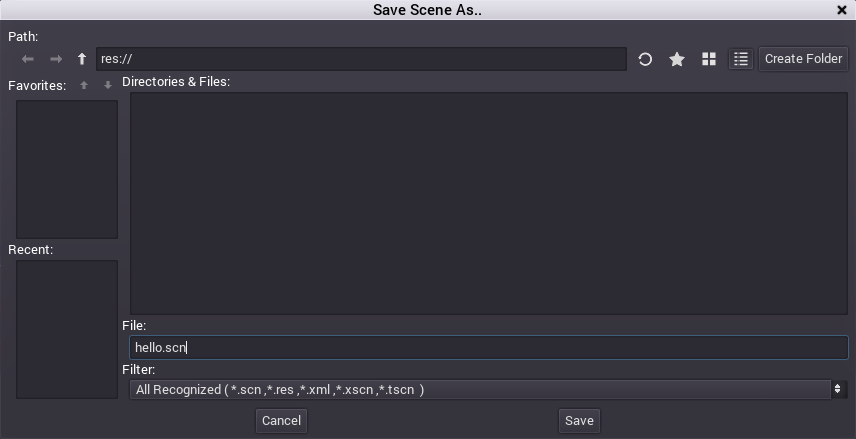 Save Scene As..
Path:
res://
Create Folder
Favorites:
Directories & Files:
Recent:
File:
hello.scn
Filter:
All Recognized ( *.scn ,*.res ,*.xml ,*.xscn ,*.tscn )
Cancel
Save